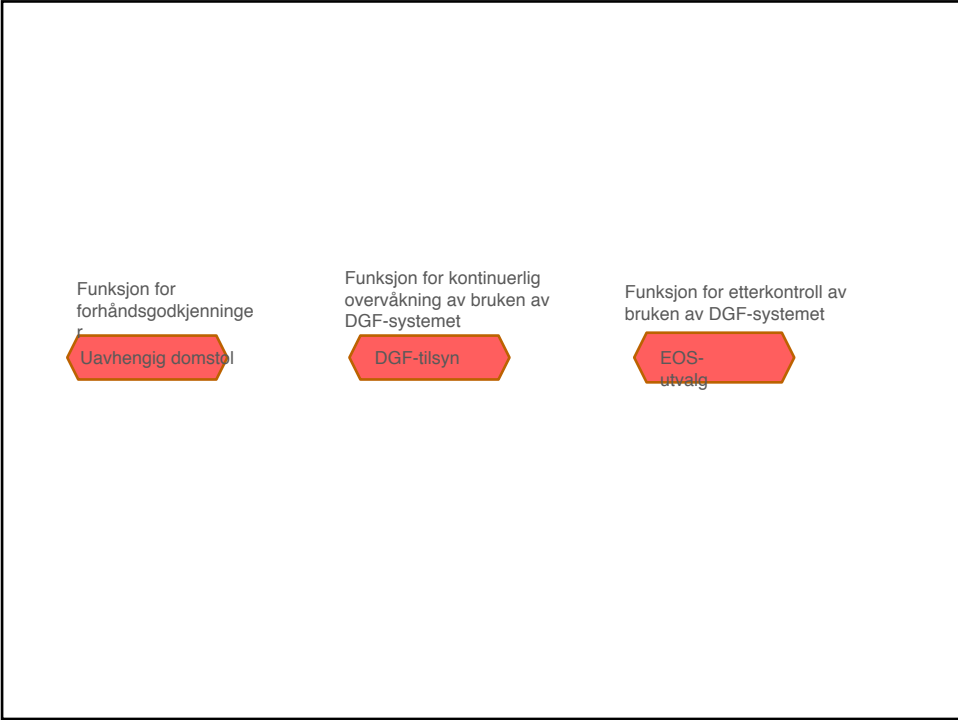 Funksjon for
forhåndsgodkjenninge
r
Uavhengig domstol
Funksjon for kontinuerlig
overvåkning av bruken av
DGF-systemet
DGF-tilsyn
Funksjon for etterkontroll av
bruken av DGF-systemet
EOS-
utvalg